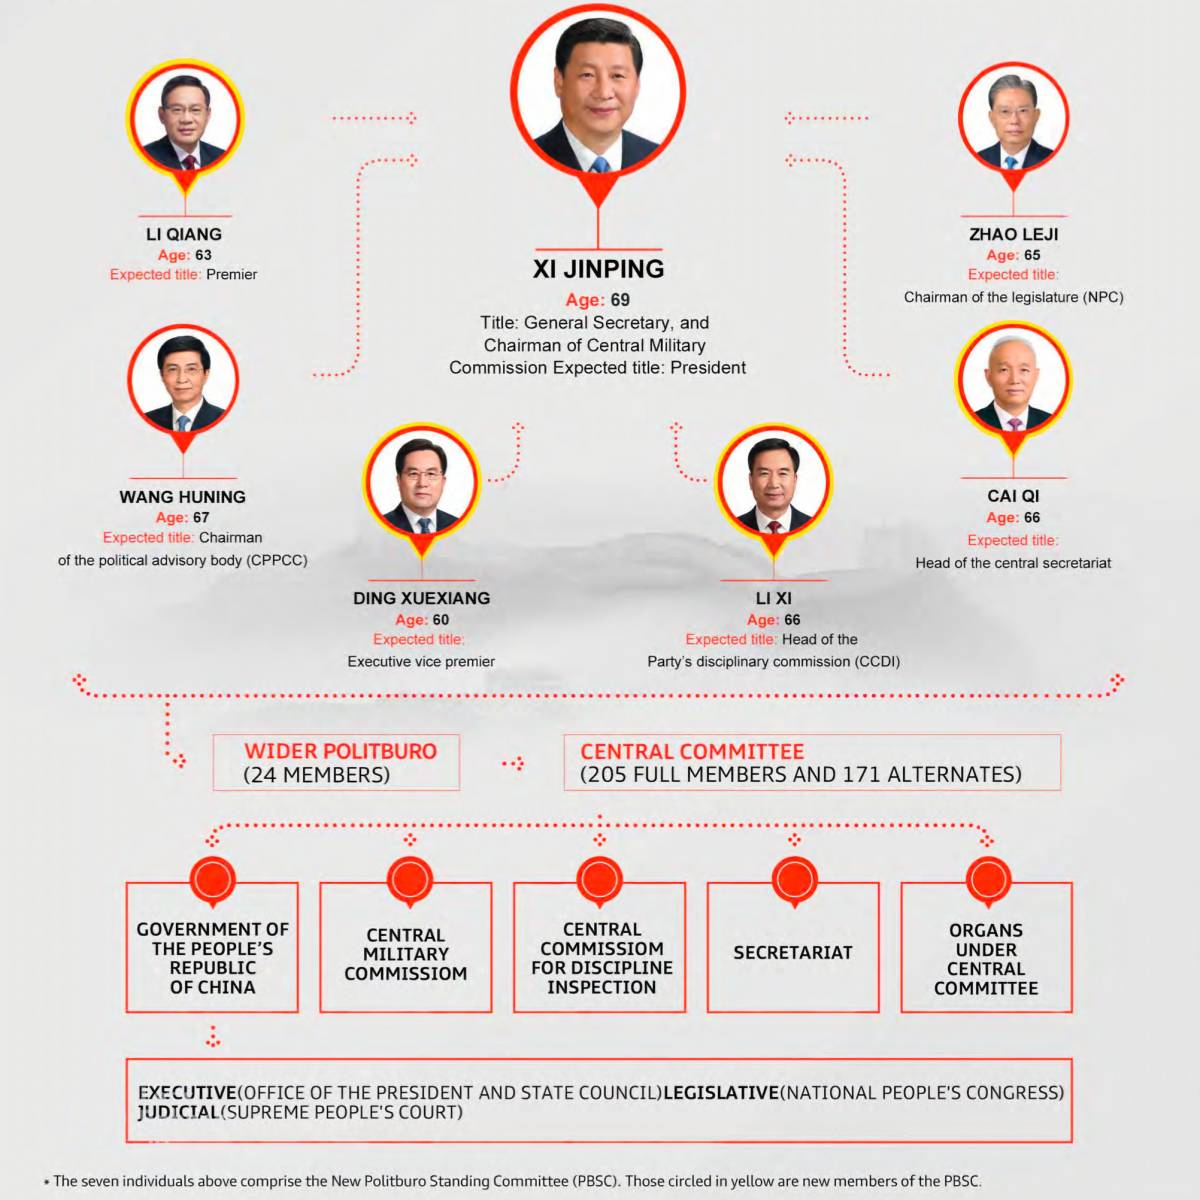 LI QIANG
Age: 63
Expected title: Premier
XI JINPING
Age: 69
Title: General Secretary, and
Chairman of Central Military
Commission Expected title: President
ZHAO LEJI
Age: 65
Expected title:
Chairman of the legislature (NPC)
WANG HUNING
Age: 67
Expected title: Chairman
of the political advisory body (CPPCC)
DING XUEXIANG
Age: 60
Expected title:
Executive vice premier
LI XI
Age: 66
Expected title: Head of the
Party's disciplinary commission (CCDI)
CAI QI
Age: 66
Expected title:
Head of the central secretariat
WIDER POLITBURO
(24 MEMBERS)
CENTRAL COMMITTEE
(205 FULL MEMBERS AND 171 ALTERNATES)
GOVERNMENT OF
THE PEOPLE'S
REPUBLIC
OF CHINA
CENTRAL
MILITARY
COMMISSIOM
CENTRAL
COMMISSIOM
FOR DISCIPLINE
INSPECTION
SECRETARIAT
ORGANS
UNDER
CENTRAL
COMMITTEE
EXECUTIVE(OFFICE OF THE PRESIDENT AND STATE COUNCIL)LEGISLATIVE(NATIONAL PEOPLE'S CONGRESS)
JUDICIAL(SUPREME PEOPLE'S COURT)
* The seven individuals above comprise the New Politburo Standing Committee (PBSC). Those circled in yellow are new members of the PBSC.